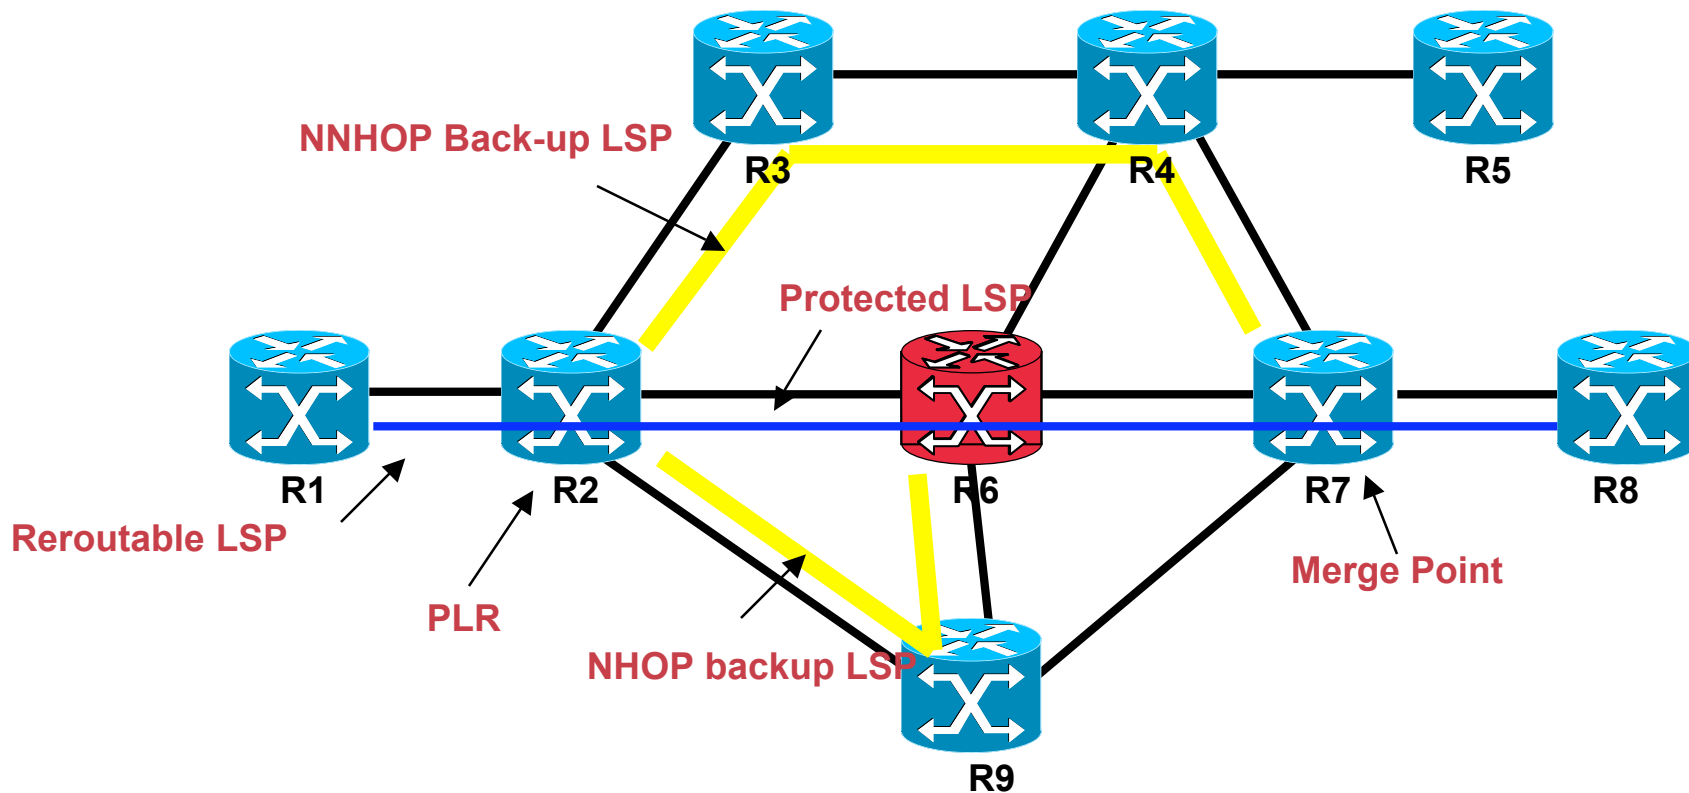 NNHOP Back-up LSP
R3
R4
R5
Protected LSP
R1
R2
R6
R7
R8
Reroutable LSP
Merge Point
PLR
NHOP backup LSP
R9